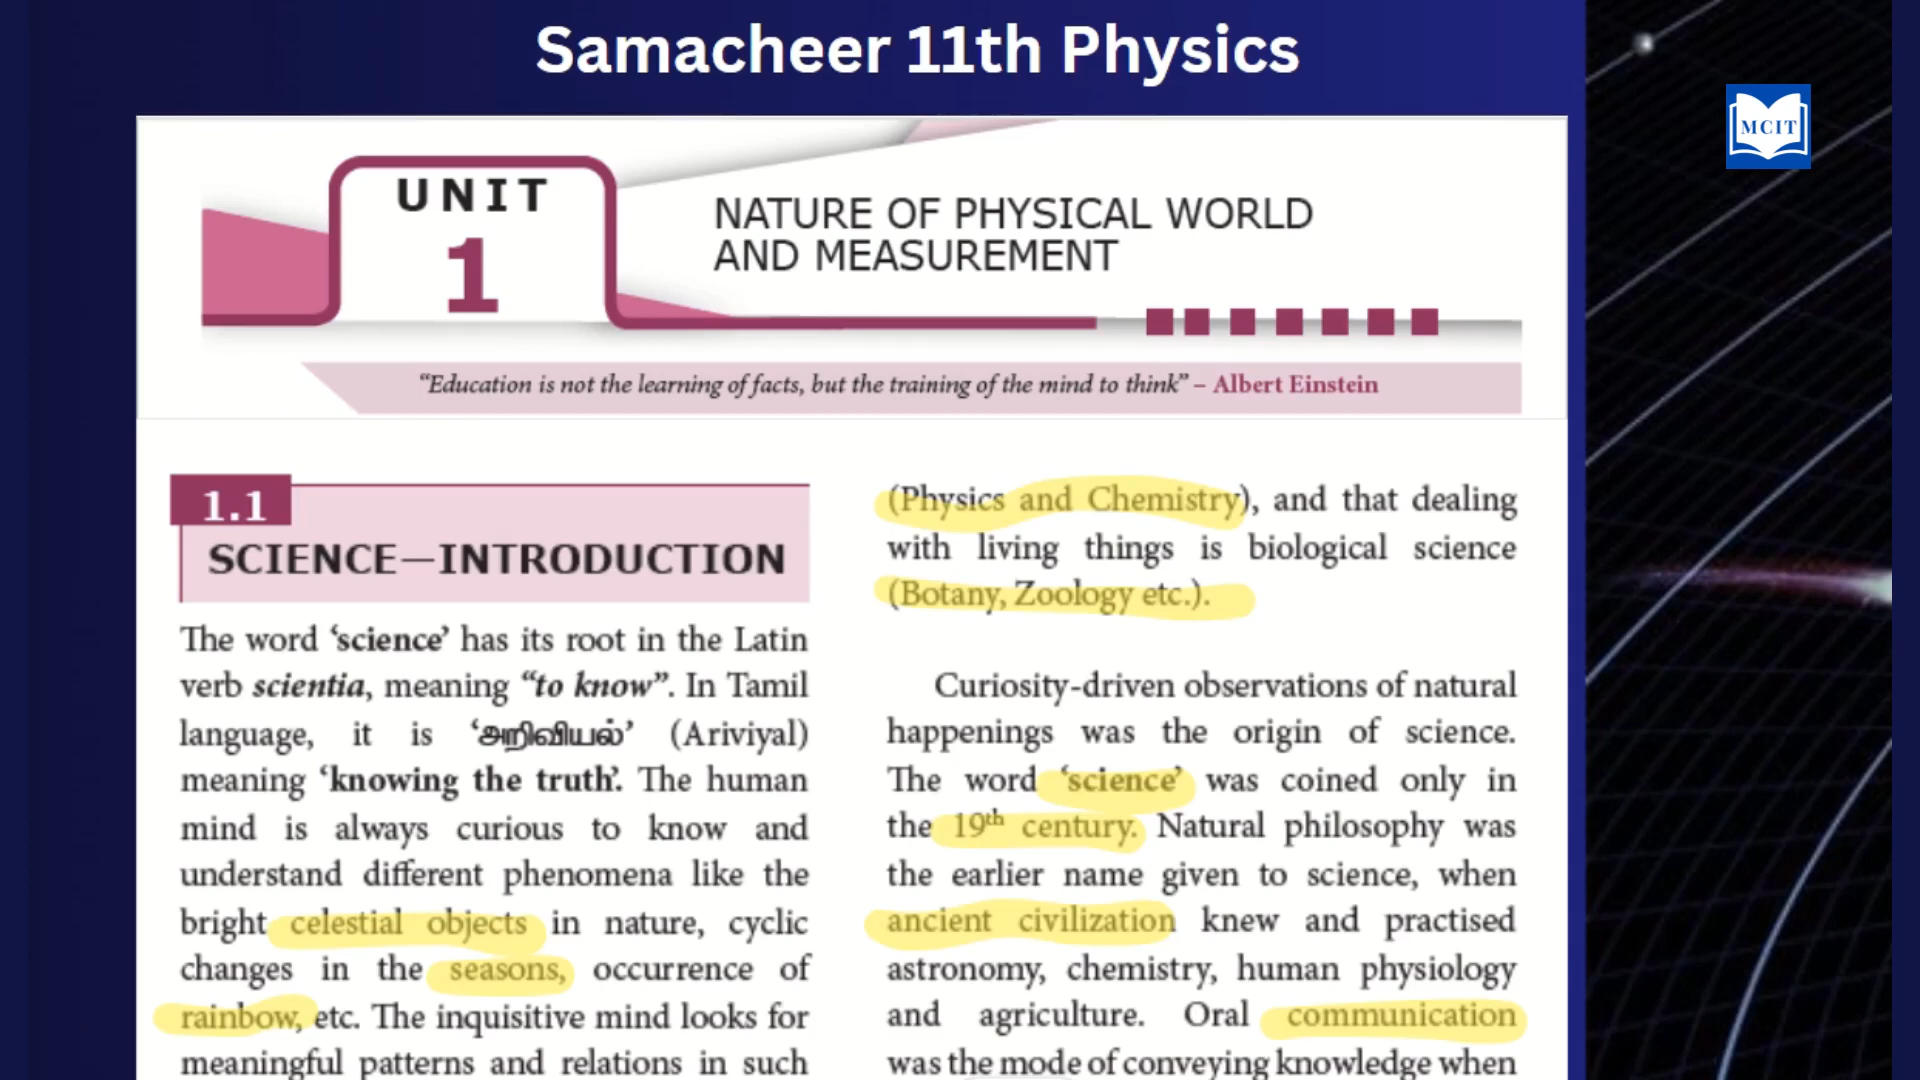 Samacheer 11th Physics
MCIT
UNIT
1
NATURE OF PHYSICAL WORLD
AND MEASUREMENT
“Education is not the learning of facts, but the training of the mind to think” – Albert Einstein
1.1
SCIENCE—INTRODUCTION
The word ‘science’ has its root in the Latin
verb scientia, meaning “to know”. In Tamil
language, it is ‘அறிவியல்’ (Ariviyal)
meaning ‘knowing the truth’. The human
mind is always curious to know and
understand different phenomena like the
bright celestial objects in nature, cyclic
changes in the seasons, occurrence of
rainbow, etc. The inquisitive mind looks for
meaningful patterns and relations in such
(Physics and Chemistry), and that dealing
with living things is biological science
(Botany, Zoology etc.).
Curiosity-driven observations of natural
happenings was the origin of science.
The word ‘science’ was coined only in
the 19th century. Natural philosophy was
the earlier name given to science, when
ancient civilization knew and practised
astronomy, chemistry, human physiology
and agriculture. Oral communication
was the mode of conveying knowledge when